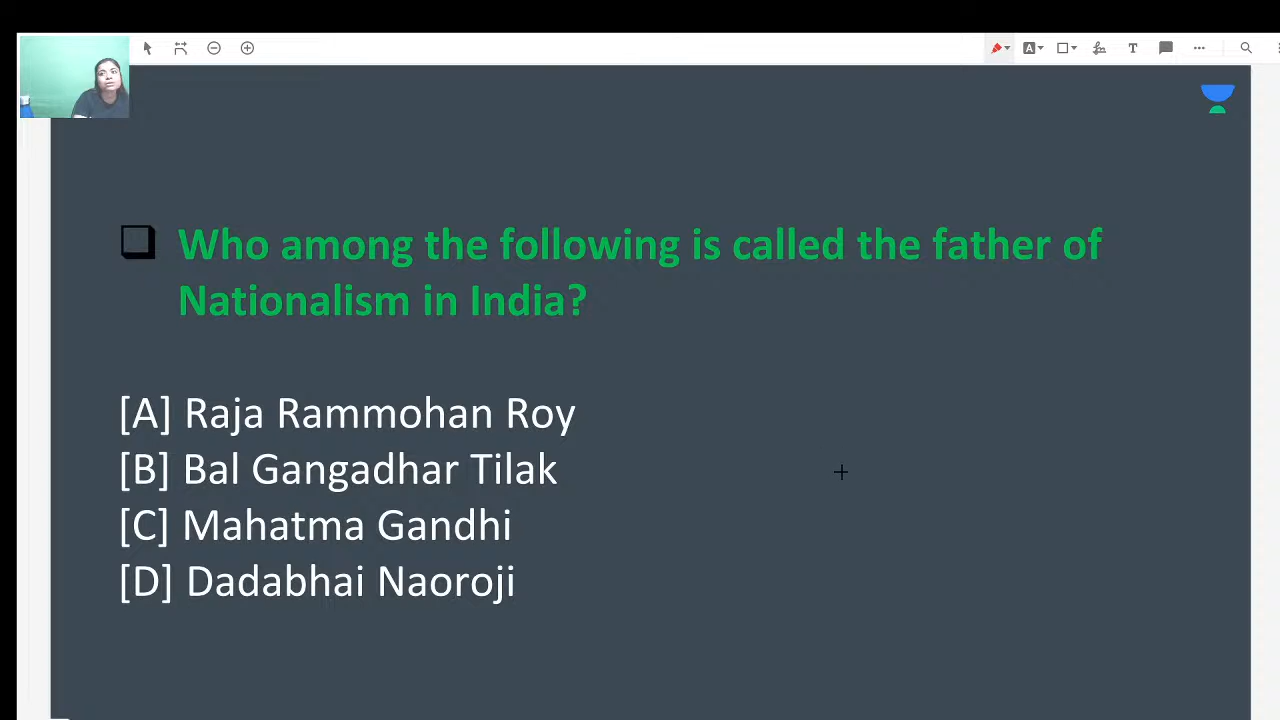 Who among the following is called the father of
Nationalism in India?
[A] Raja Rammohan Roy
[B] Bal Gangadhar Tilak
[C] Mahatma Gandhi
[D] Dadabhai Naoroji